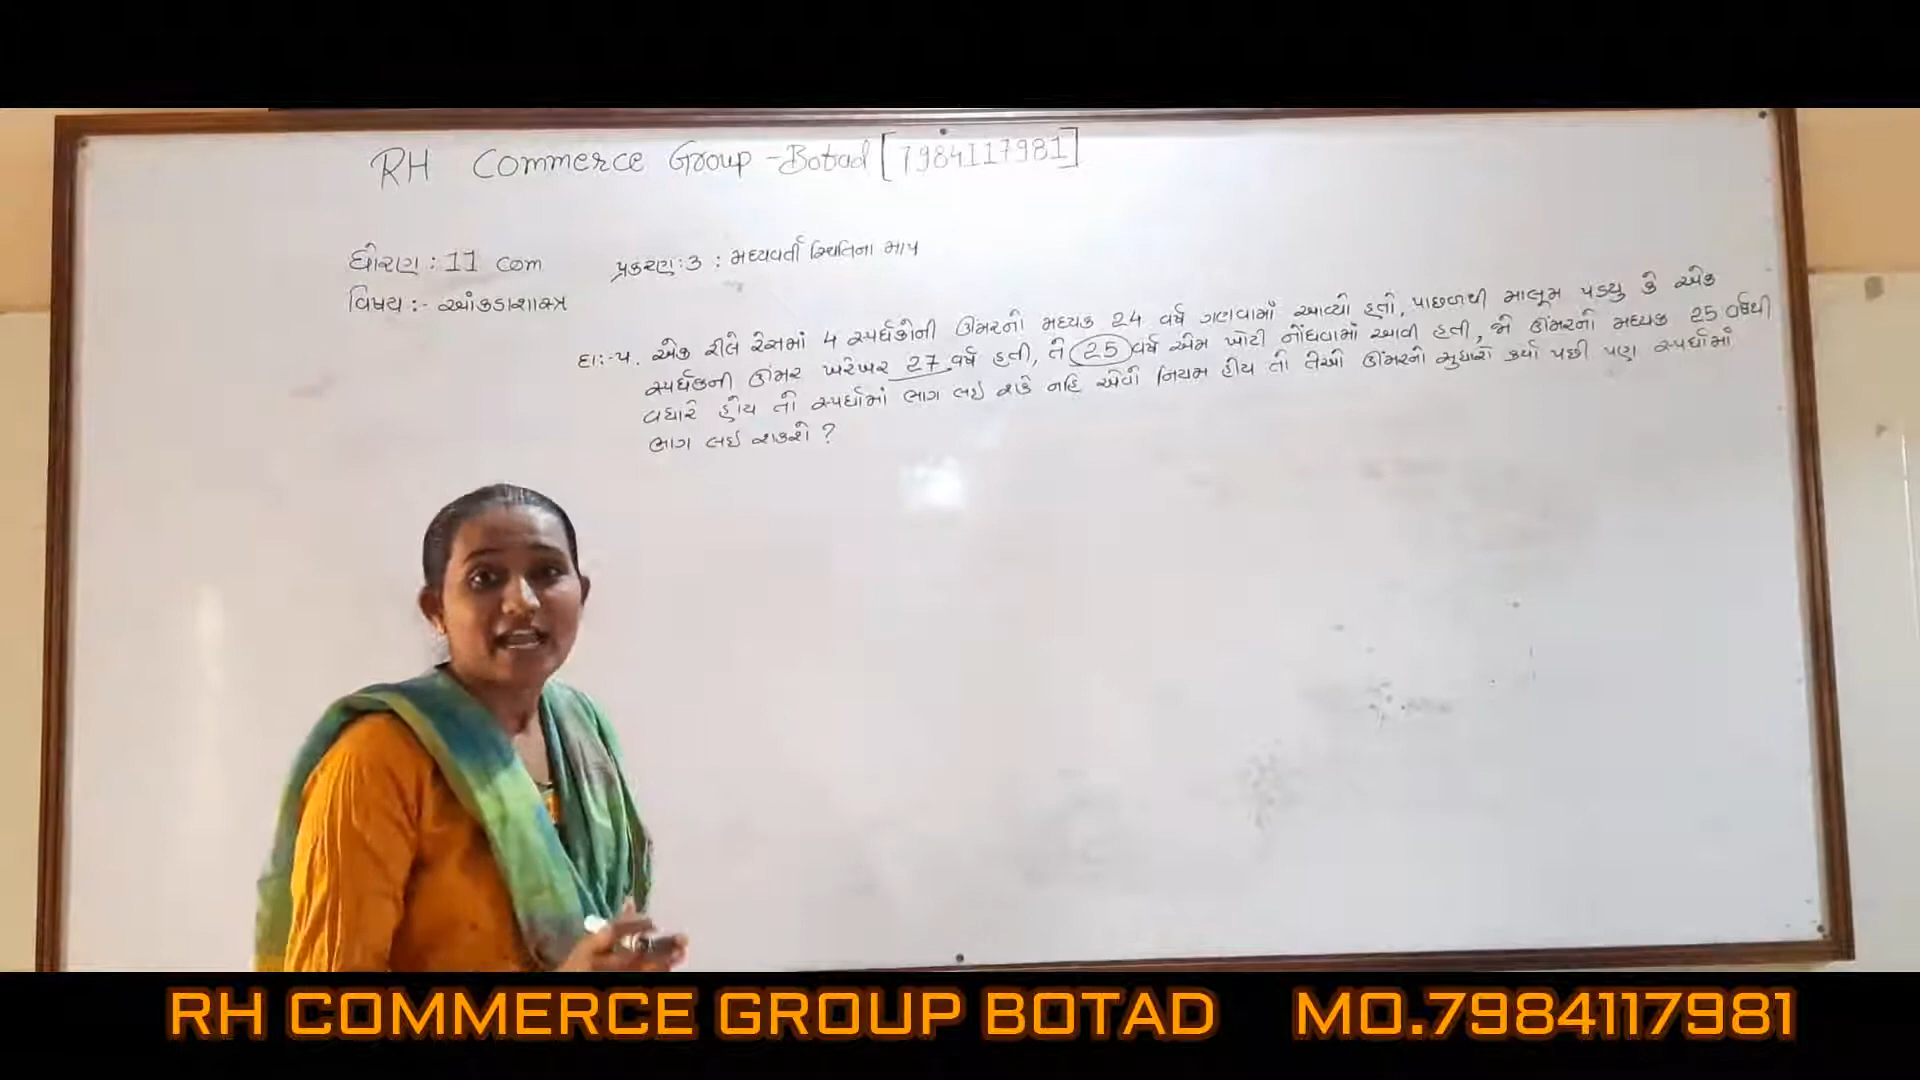 RH Commerce Group - Botad [7984117981]
ધોરણ : 11 com પ્રકરણ : 3 : મધ્યવર્તી સ્થિતિના માપ
વિષય :- આંકડાશાસ્ત્ર
દા:-૫. એક રીલે રેસમાં 4 સ્પર્ધકોની ઊંમરનો મધ્યક 24 વર્ષ ગણવામાં આવ્યો હતો, પાછળથી માલૂમ પડયુ કે એક
સ્પર્ધકની ઊંમર ખરેખર 27 વર્ષ હતી, તે 25 વર્ષ એમ ખોટી નોંધવામાં આવી હતી, જો ઊંમરનો મધ્યક 25 વર્ષથી
વધારે હોય તો સ્પર્ધામાં ભાગ લઇ શકે નહિ એવો નિયમ હોય તો તેઓ ઊંમરનો સુધારો કર્યા પછી પણ સ્પર્ધામાં
ભાગ લઇ શકશે ?
RH COMMERCE GROUP BOTAD MO.7984117981